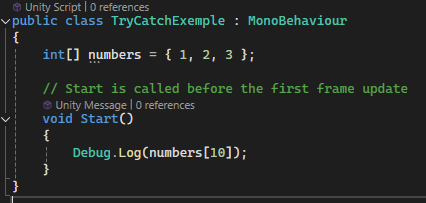 Unity Script | 0 references
public class TryCatchExemple : MonoBehaviour
{
int[] numbers = { 1, 2, 3 };
// Start is called before the first frame update
Unity Message | 0 references
void Start()
{
Debug.Log(numbers[10]);
}
}